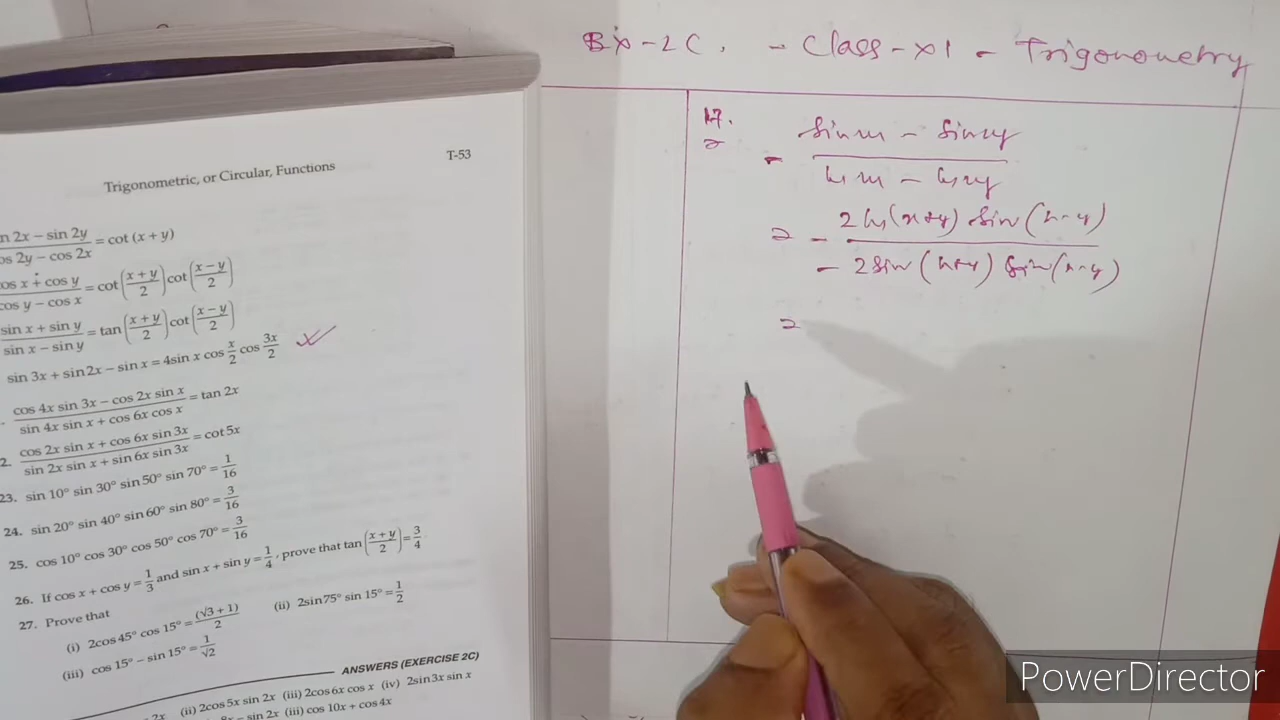 Ex-2C. - Class-XI - Trigonometry
Trigonometric, or Circular, Functions T-53
sin 2x − sin 2y / cos 2y − cos 2x = cot (x + y)
cos x + cos y / cos y − cos x = cot (x + y / 2) cot (x − y / 2)
sin x + sin y / sin x − sin y = tan (x + y / 2) cot (x − y / 2)
sin 3x + sin 2x − sin x = 4 sin x cos x/2 cos 3x/2
cos 4x sin 3x − cos 2x sin x / sin 4x sin x + cos 6x cos x = tan 2x
2. cos 2x sin x + cos 6x sin 3x / sin 2x sin x + sin 6x sin 3x = cot 5x
23. sin 10° sin 30° sin 50° sin 70° = 1/16
24. sin 20° sin 40° sin 60° sin 80° = 3/16
25. cos 10° cos 30° cos 50° cos 70° = 3/16
26. If cos x + cos y = 1/3 and sin x + sin y = 1/4, prove that tan (x + y / 2) = 3/4
27. Prove that
(i) 2cos 45° cos 15° = (√3 + 1)/2 (ii) 2sin 75° sin 15° = 1/2
(iii) cos 15° − sin 15° = 1/√2
ANSWERS (EXERCISE 2C)
(ii) 2cos 5x sin 2x (iii) 2cos 6x cos x (iv) 2sin 3x sin x
− sin 2x (iii) cos 10x + cos 4x
17.
= - 2 cos(x+y) sin(x-y) / - 2 sin(x+y) sin(x-y)
=
PowerDirector